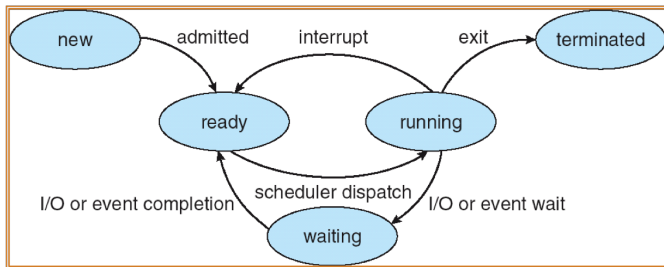 new
admitted
interrupt
exit
terminated
ready
running
scheduler dispatch
I/O or event completion
I/O or event wait
waiting